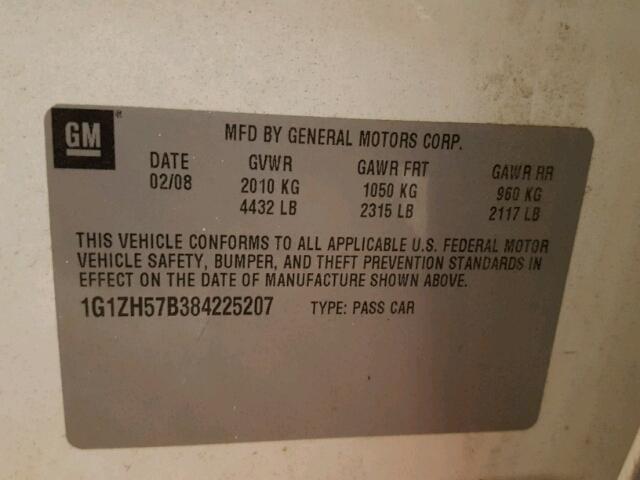 GM®
MFD BY GENERAL MOTORS CORP.
DATE GVWR GAWR FRT GAWR RR
02/08 2010 KG 1050 KG 960 KG
4432 LB 2315 LB 2117 LB
THIS VEHICLE CONFORMS TO ALL APPLICABLE U.S. FEDERAL MOTOR
VEHICLE SAFETY, BUMPER, AND THEFT PREVENTION STANDARDS IN
EFFECT ON THE DATE OF MANUFACTURE SHOWN ABOVE.
1G1ZH57B384225207 TYPE: PASS CAR